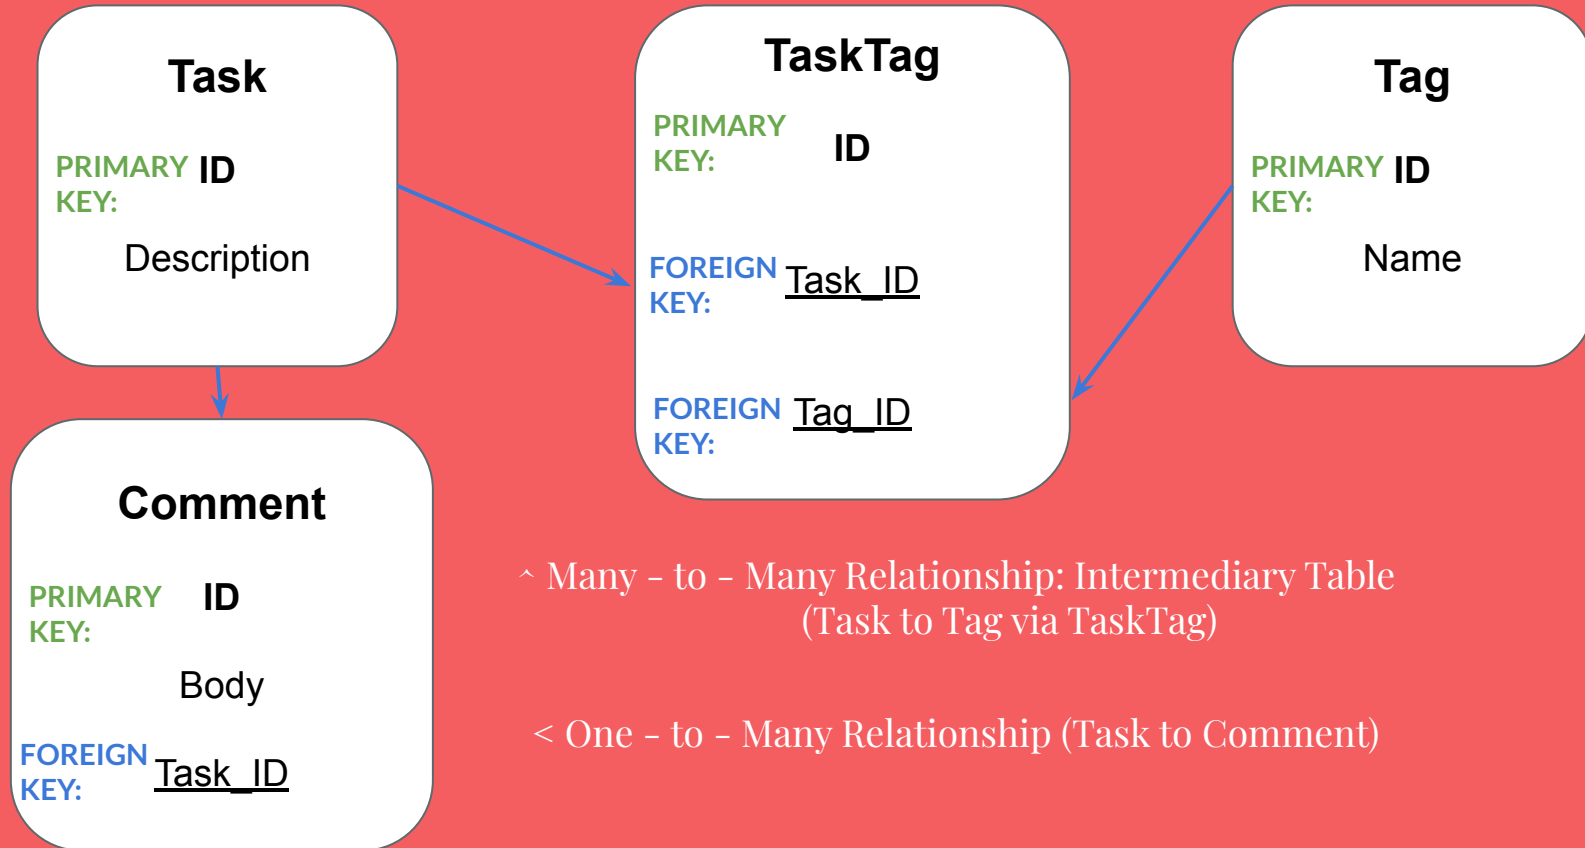 Task
PRIMARY
KEY:
ID
Description
TaskTag
PRIMARY
KEY:
ID
FOREIGN
KEY:
Task_ID
FOREIGN
KEY:
Tag_ID
Tag
PRIMARY
KEY:
ID
Name
Comment
PRIMARY
KEY:
ID
Body
FOREIGN
KEY:
Task_ID
^ Many - to - Many Relationship: Intermediary Table
(Task to Tag via TaskTag)
< One - to - Many Relationship (Task to Comment)